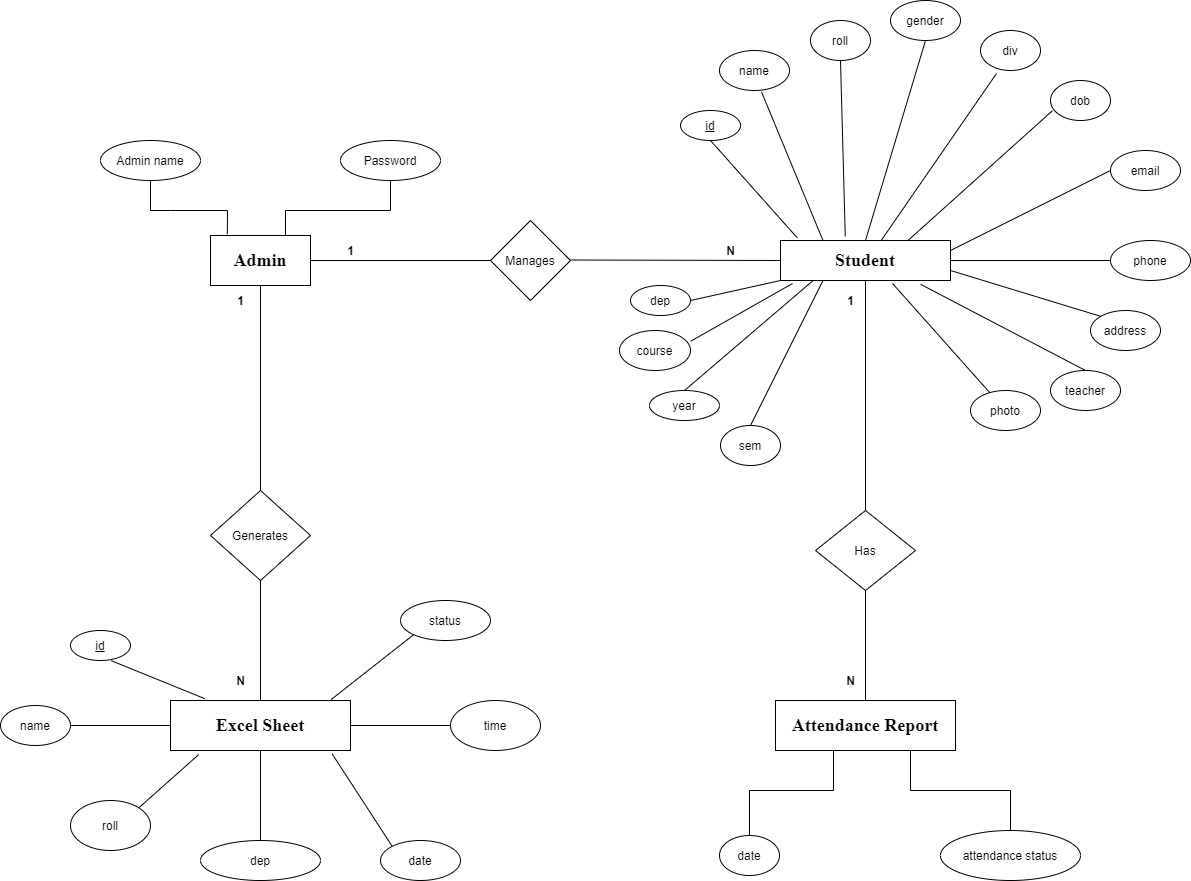 gender
roll
div
name
dob
id
Admin name
Password
email
Admin
1
Manages
N
Student
phone
1
dep
1
address
course
teacher
year
photo
sem
Generates
Has
status
id
N
N
name
Excel Sheet
time
Attendance Report
roll
dep
date
date
attendance status